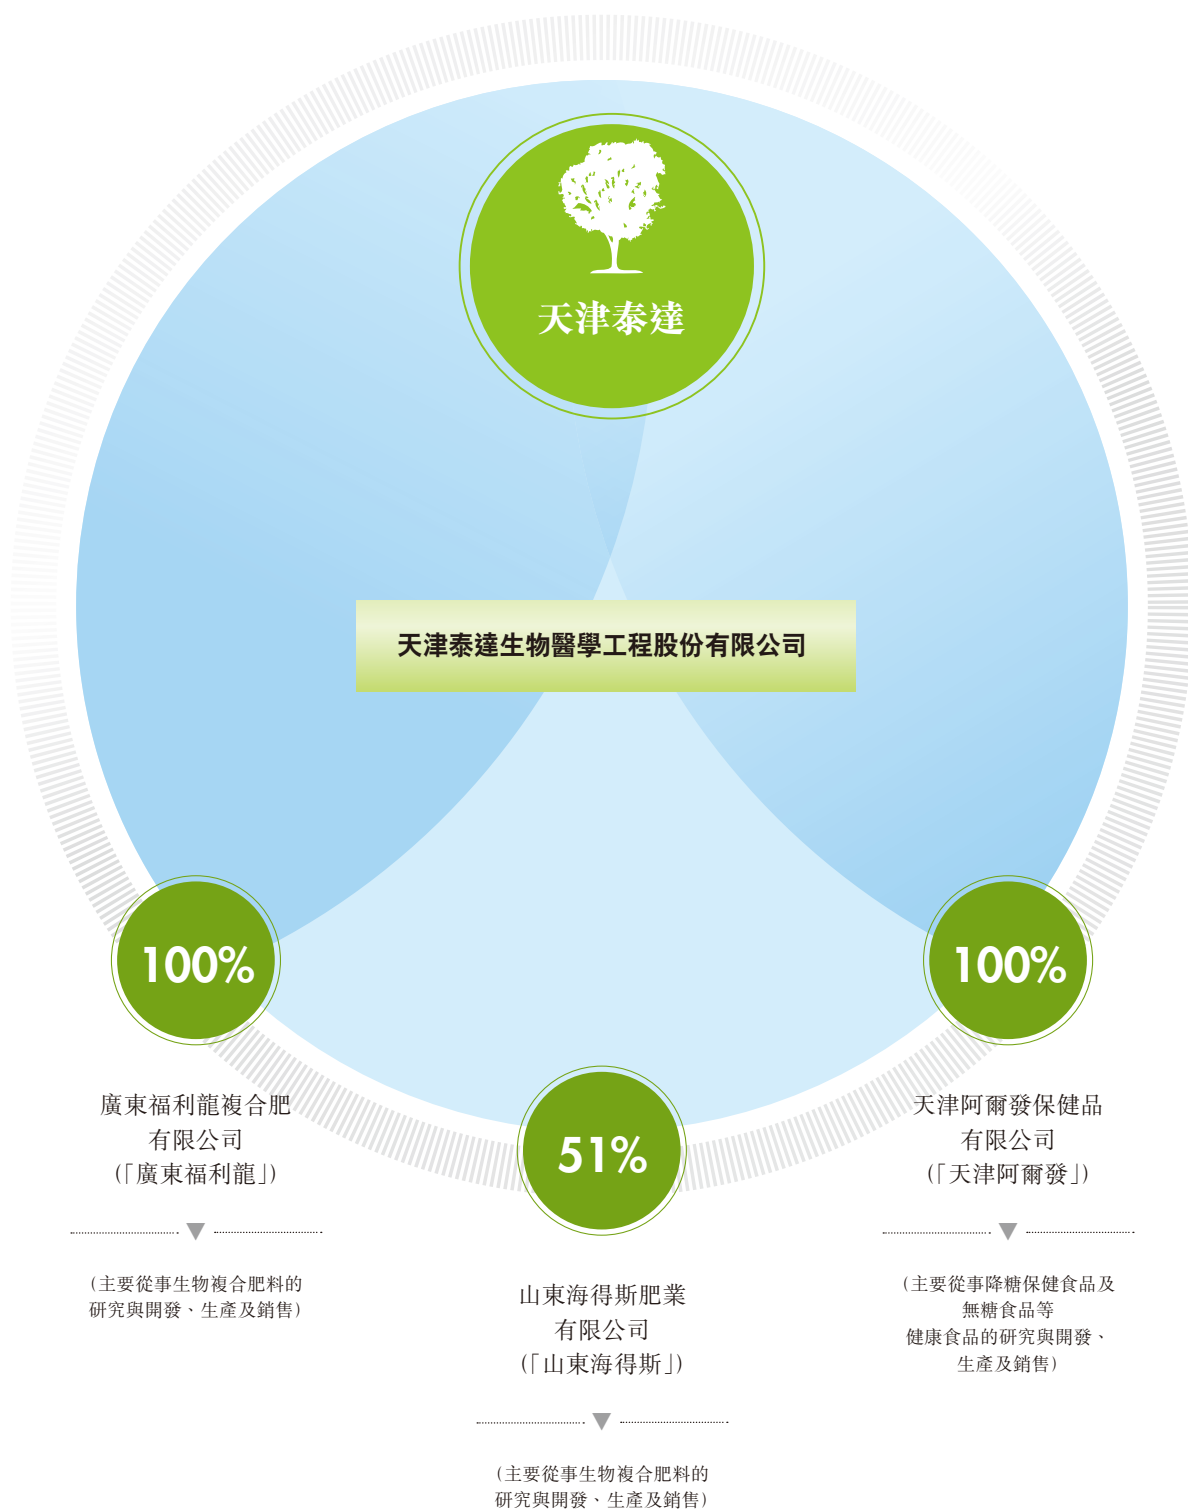 天津泰達
天津泰達生物醫學工程股份有限公司
100%
廣東福利龍複合肥
有限公司
(「廣東福利龍」)
(主要從事生物複合肥料的
研究與開發、生產及銷售)
51%
山東海得斯肥業
有限公司
(「山東海得斯」)
(主要從事生物複合肥料的
研究與開發、生產及銷售)
100%
天津阿爾發保健品
有限公司
(「天津阿爾發」)
(主要從事降糖保健食品及
無糖食品等
健康食品的研究與開發、
生產及銷售)